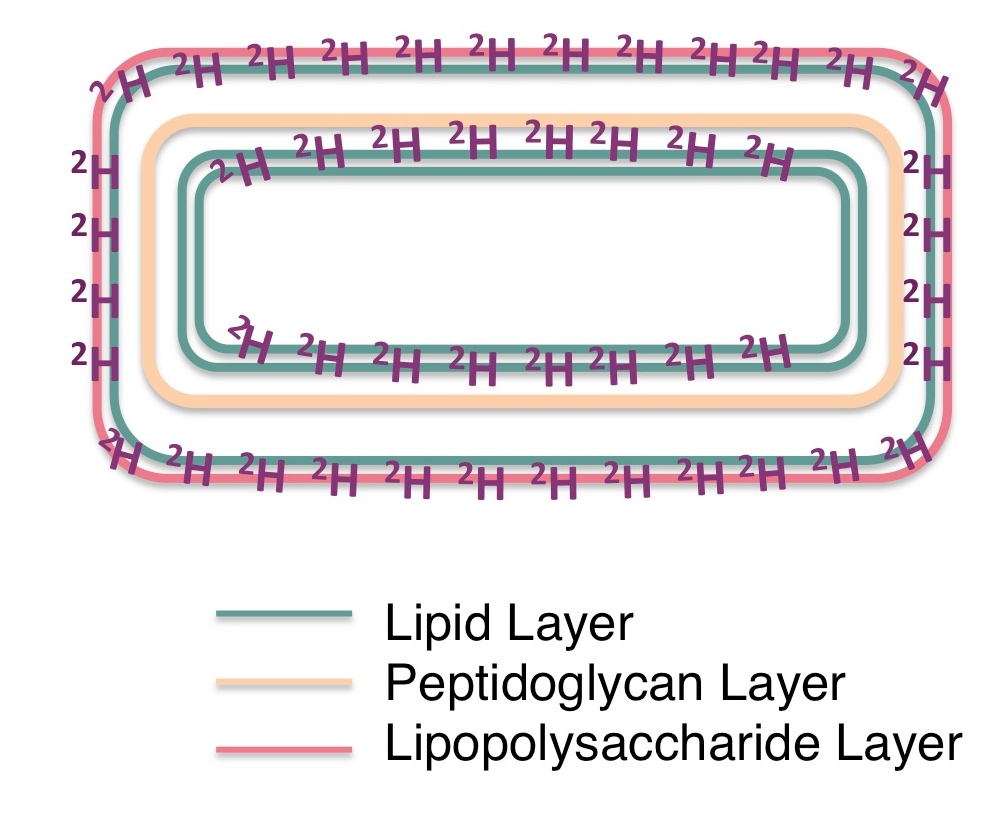 ²H ²H ²H ²H ²H ²H ²H ²H ²H ²H ²H ²H
²H ²H ²H ²H ²H ²H ²H ²H
²H ²H
²H ²H
²H ²H
²H ²H ²H ²H ²H ²H ²H ²H ²H ²H
²H ²H ²H ²H ²H ²H ²H ²H ²H ²H ²H ²H
Lipid Layer
Peptidoglycan Layer
Lipopolysaccharide Layer